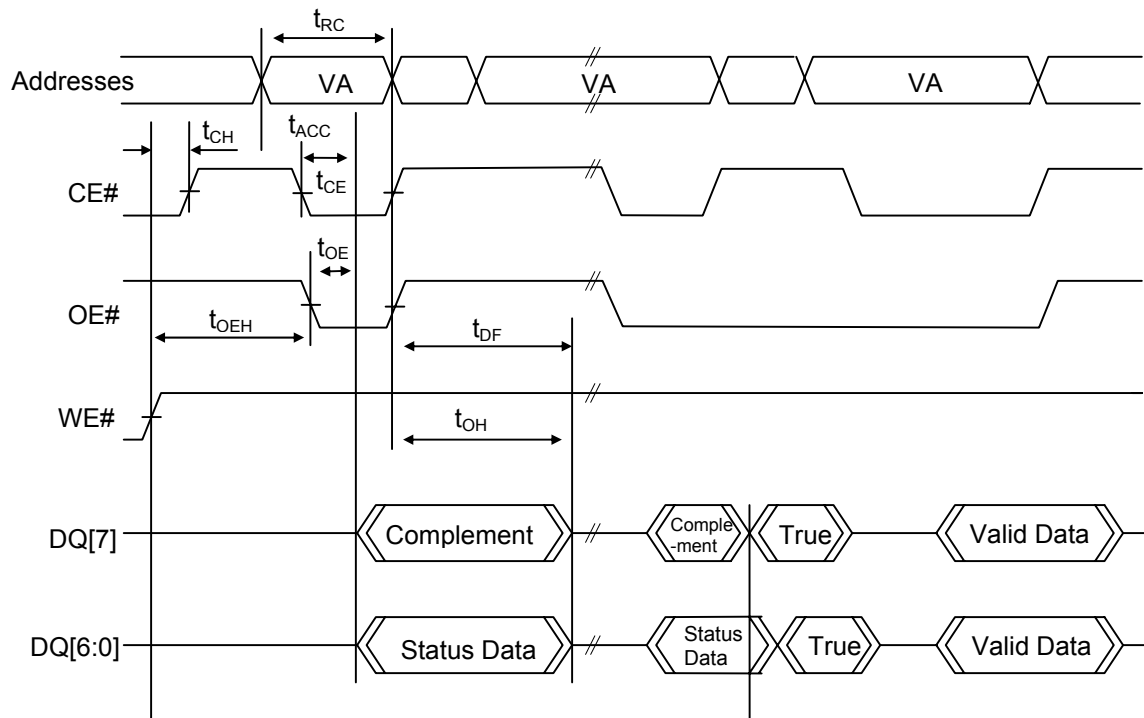 tRC
Addresses VA VA VA
tCH tACC
CE# tCE
tOE
OE#
tOEH tDF
WE#
tOH
DQ[7] Complement Comple
-ment True Valid Data
DQ[6:0] Status Data Status
Data True Valid Data